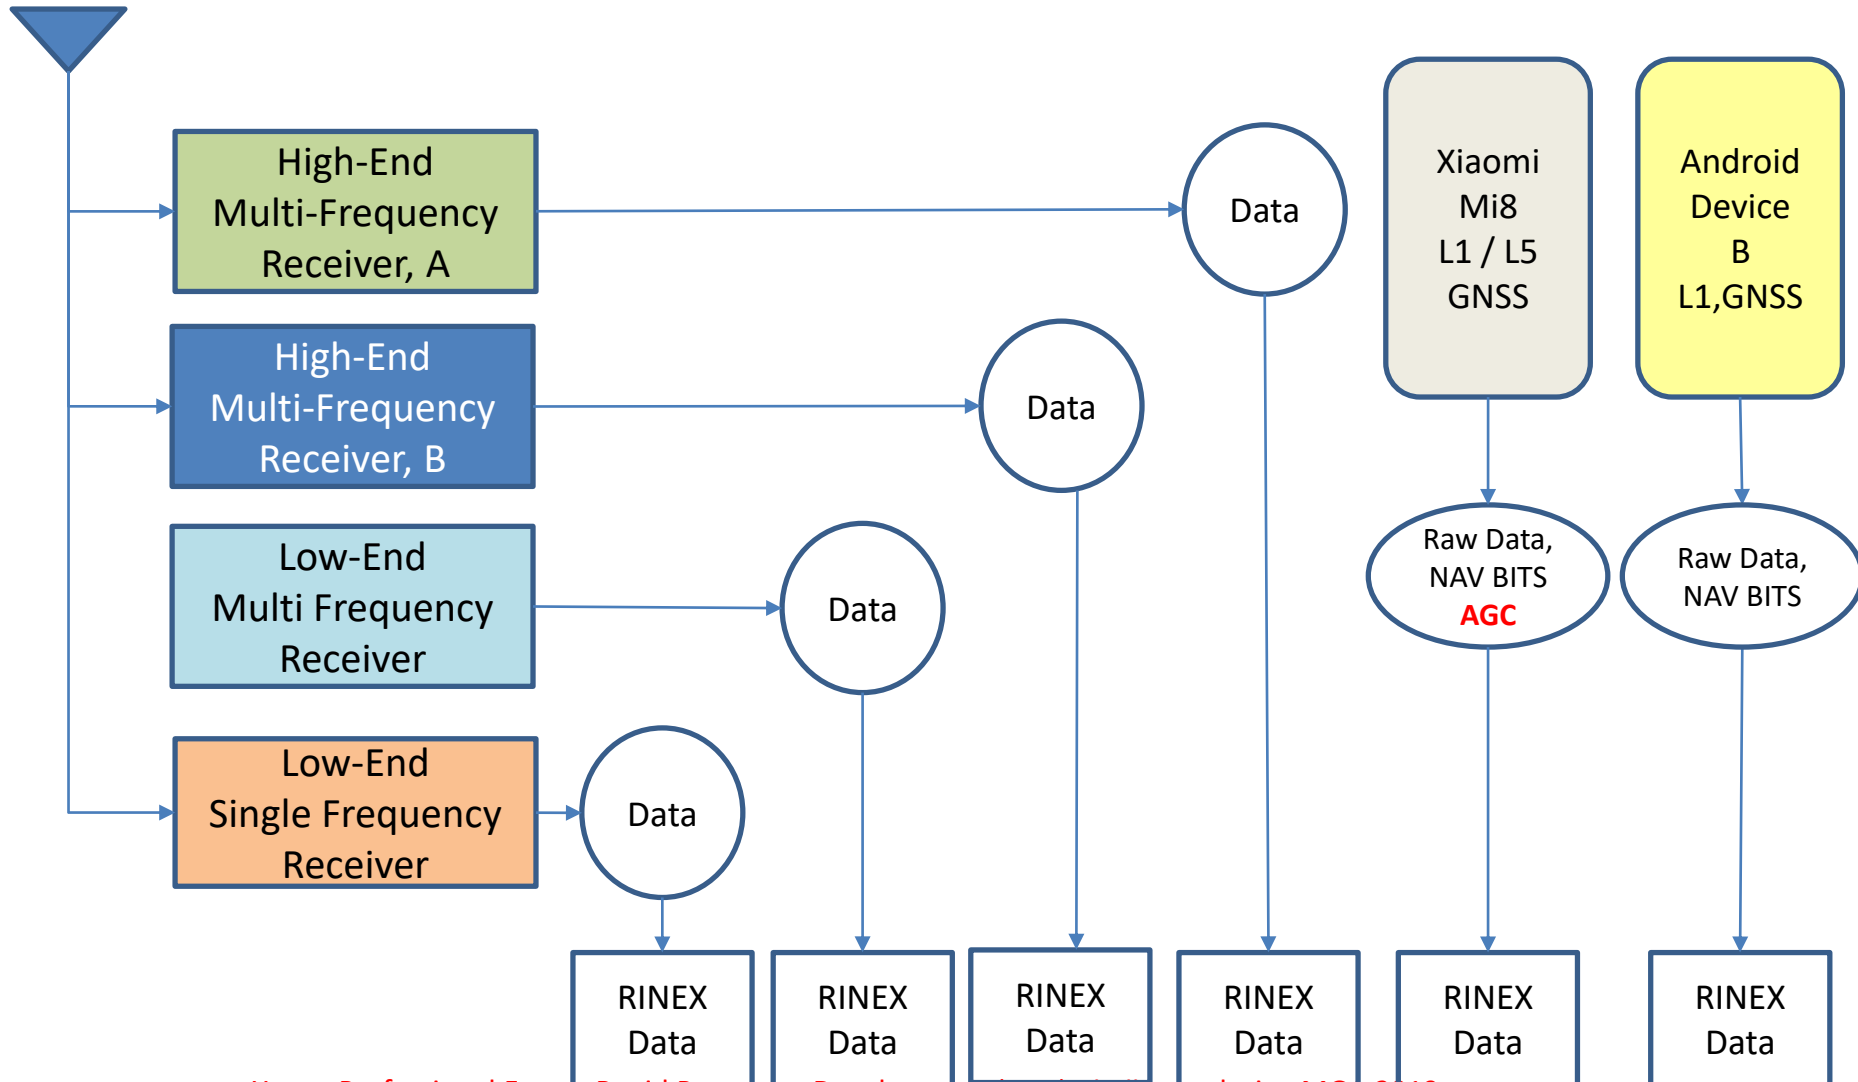 High-End
Multi-Frequency
Receiver, A
Data
Xiaomi
Mi8
L1 / L5
GNSS
Android
Device
B
L1,GNSS
High-End
Multi-Frequency
Receiver, B
Data
Low-End
Multi Frequency
Receiver
Data
Raw Data,
NAV BITS
AGC
Raw Data,
NAV BITS
Low-End
Single Frequency
Receiver
Data
RINEX
Data
RINEX
Data
RINEX
Data
RINEX
Data
RINEX
Data
RINEX
Data